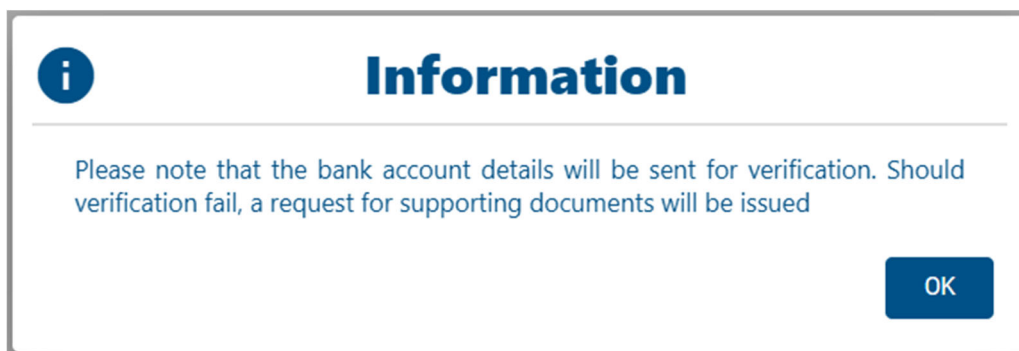 i
Information
Please note that the bank account details will be sent for verification. Should
verification fail, a request for supporting documents will be issued
OK